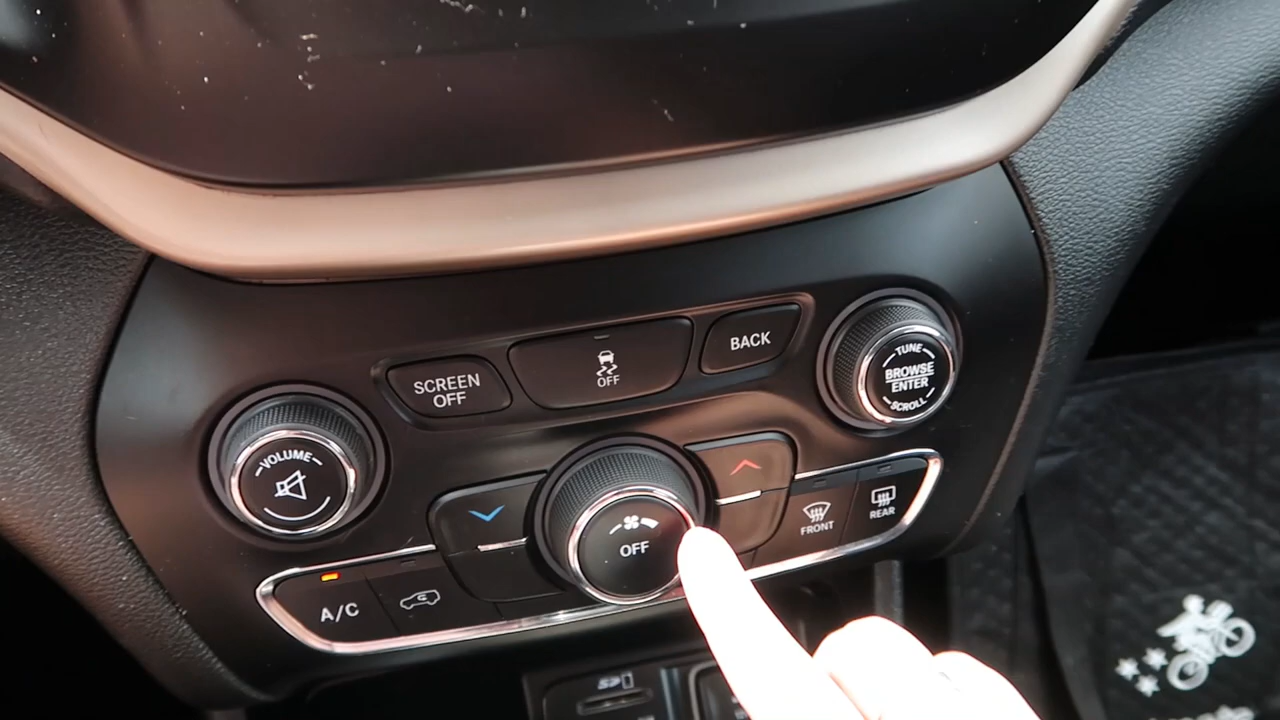 SCREEN
OFF
OFF
BACK
TUNE
BROWSE
ENTER
SCROLL
VOLUME
OFF
FRONT
REAR
A/C